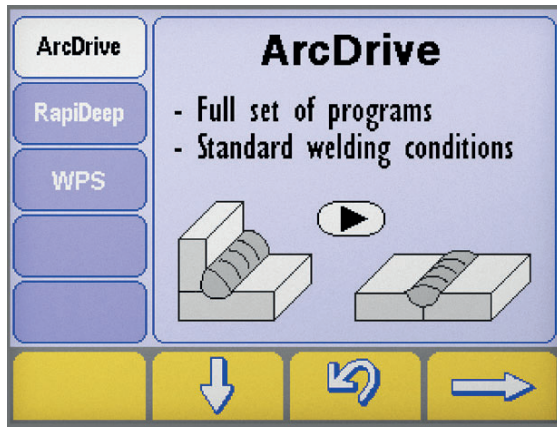 ArcDrive
RapiDeep
WPS
ArcDrive
- Full set of programs
- Standard welding conditions